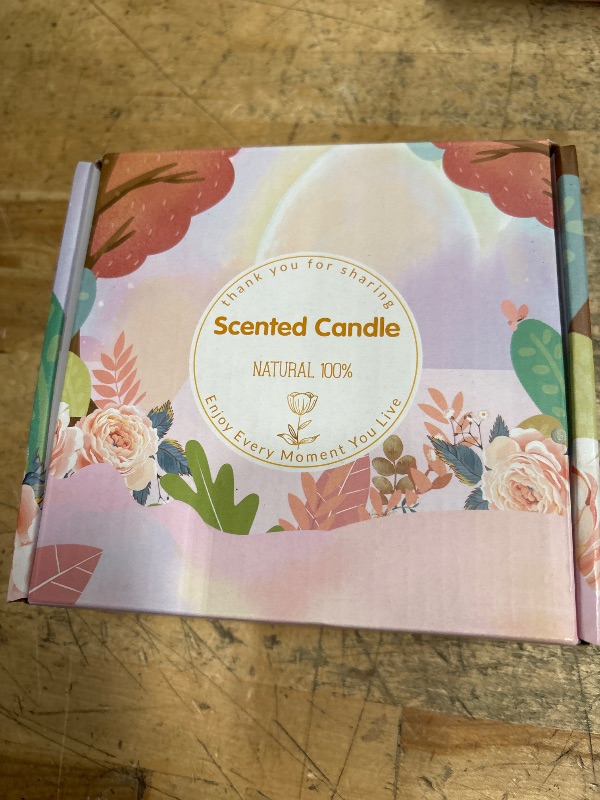 thank you for sharing
Scented Candle
NATURAL 100%
Enjoy Every Moment You Live